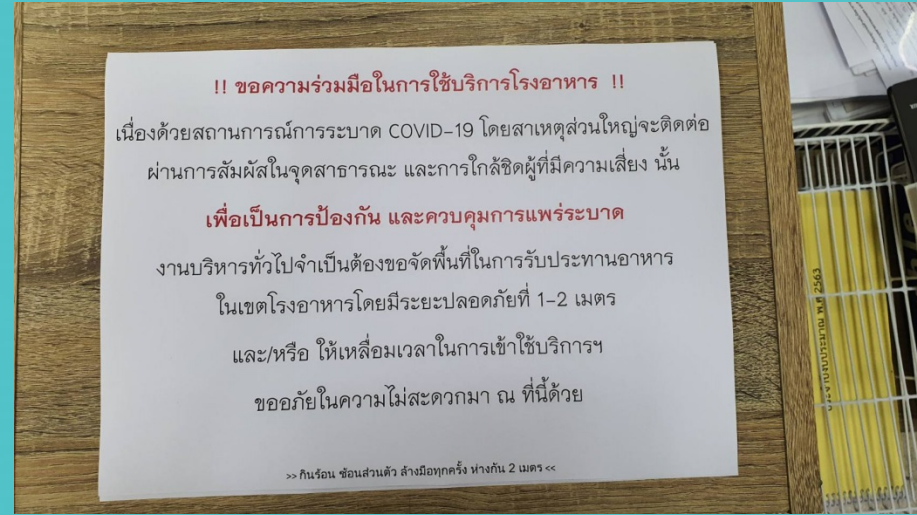 !! ขอความร่วมมือในการใช้บริการโรงอาหาร !!
เนื่องด้วยสถานการณ์การระบาด COVID-19 โดยสาเหตุส่วนใหญ่จะติดต่อ
ผ่านการสัมผัสในจุดสาธารณะ และการใกล้ชิดผู้ที่มีความเสี่ยง นั้น
เพื่อเป็นการป้องกัน และควบคุมการแพร่ระบาด
งานบริหารทั่วไปจำเป็นต้องขอจัดพื้นที่ในการรับประทานอาหาร
ในเขตโรงอาหารโดยมีระยะปลอดภัยที่ 1-2 เมตร
และ/หรือ ให้เหลื่อมเวลาในการเข้าใช้บริการฯ
ขออภัยในความไม่สะดวกมา ณ ที่นี้ด้วย
>> กินร้อน ช้อนส่วนตัว ล้างมือทุกครั้ง ห่างกัน 2 เมตร <<
ประจำปีงบประมาณ พ.ศ. 2563